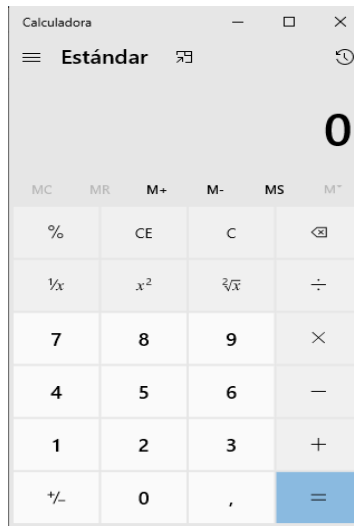 Calculadora
Estándar
0
MC MR M+ M- MS M˅
% CE C
¹/x x² ²√x ÷
7 8 9 ×
4 5 6 −
1 2 3 +
+/− 0 , =